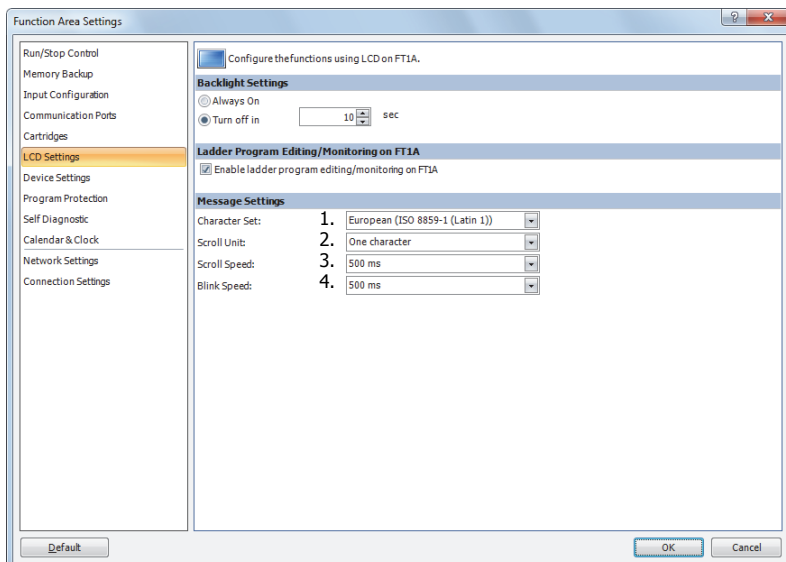 Function Area Settings
Run/Stop Control
Memory Backup
Input Configuration
Communication Ports
Cartridges
LCD Settings
Device Settings
Program Protection
Self Diagnostic
Calendar & Clock
Network Settings
Connection Settings
Configure the functions using LCD on FT1A.
Backlight Settings
Always On
Turn off in 10 sec
Ladder Program Editing/Monitoring on FT1A
Enable ladder program editing/monitoring on FT1A
Message Settings
Character Set: 1. European (ISO 8859-1 (Latin 1))
Scroll Unit: 2. One character
Scroll Speed: 3. 500 ms
Blink Speed: 4. 500 ms
Default OK Cancel